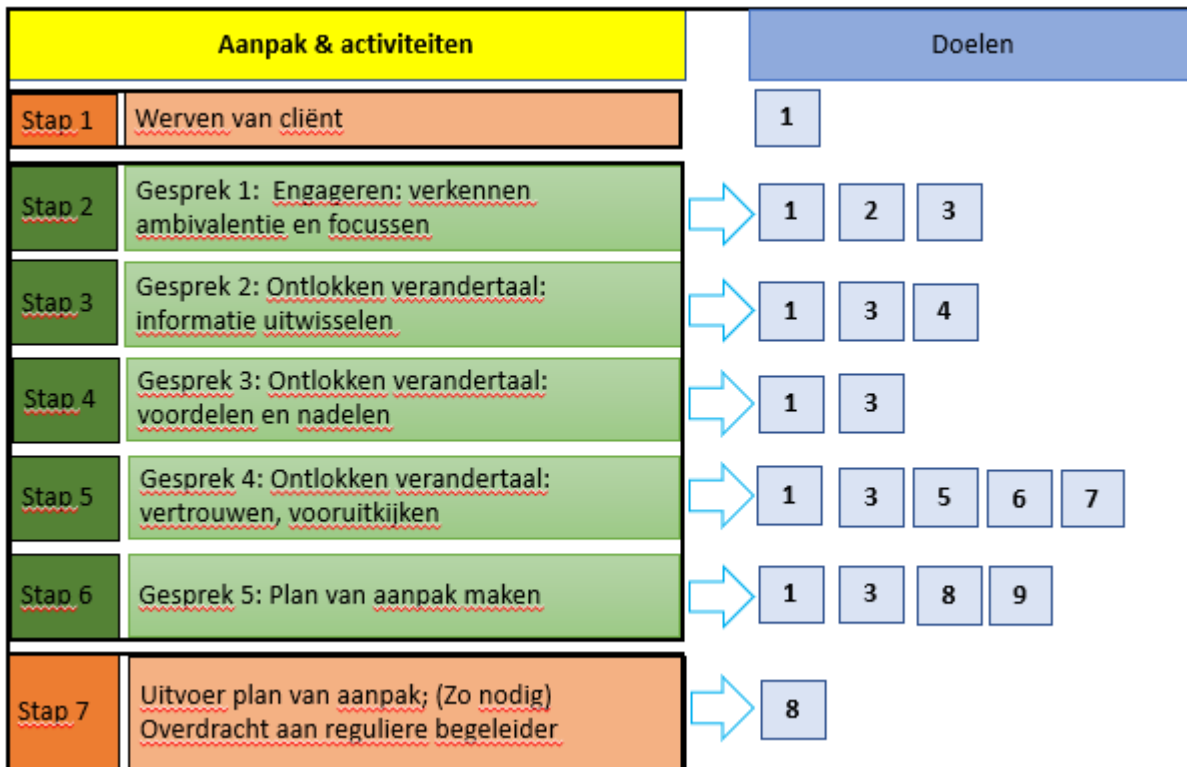 Aanpak & activiteiten
Doelen
Stap 1
Werven van cliënt
1
Stap 2
Gesprek 1:  Engageren: verkennen
ambivalentie en focussen
1 2 3
Stap 3
Gesprek 2: Ontlokken verandertaal:
informatie uitwisselen
1 3 4
Stap 4
Gesprek 3: Ontlokken verandertaal:
voordelen en nadelen
1 3
Stap 5
Gesprek 4: Ontlokken verandertaal:
vertrouwen, vooruitkijken
1 3 5 6 7
Stap 6
Gesprek 5: Plan van aanpak maken
1 3 8 9
Stap 7
Uitvoer plan van aanpak; (Zo nodig)
Overdracht aan reguliere begeleider
8